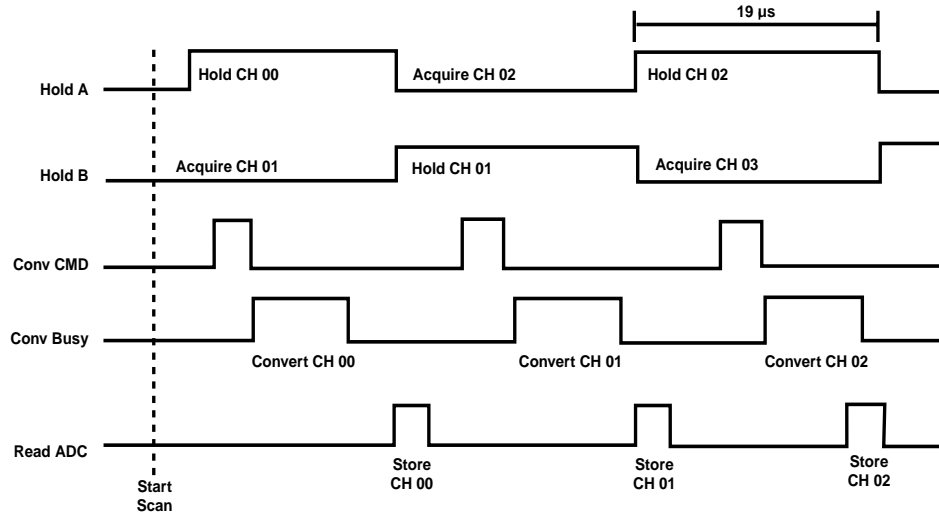 19 µs
Hold A
Hold CH 00
Acquire CH 02
Hold CH 02
Hold B
Acquire CH 01
Hold CH 01
Acquire CH 03
Conv CMD
Conv Busy
Convert CH 00
Convert CH 01
Convert CH 02
Read ADC
Store
CH 00
Store
CH 01
Store
CH 02
Start
Scan